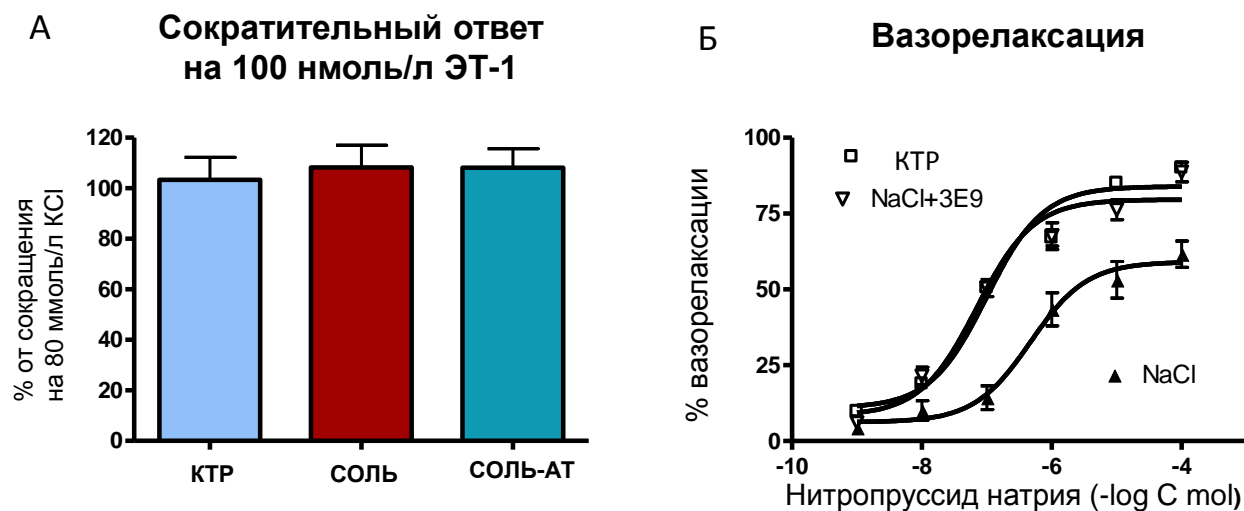 А
Сократительный ответ
на 100 нмоль/л ЭТ-1
% от сокращения
на 80 ммоль/л KCl
120
100
80
60
40
20
0
КТР
СОЛЬ
СОЛЬ-АТ
Б
Вазорелаксация
% вазорелаксации
100
75
50
25
0
КТР
NaCl+3E9
NaCl
-10
-8
-6
-4
Нитропруссид натрия (-log C mol)